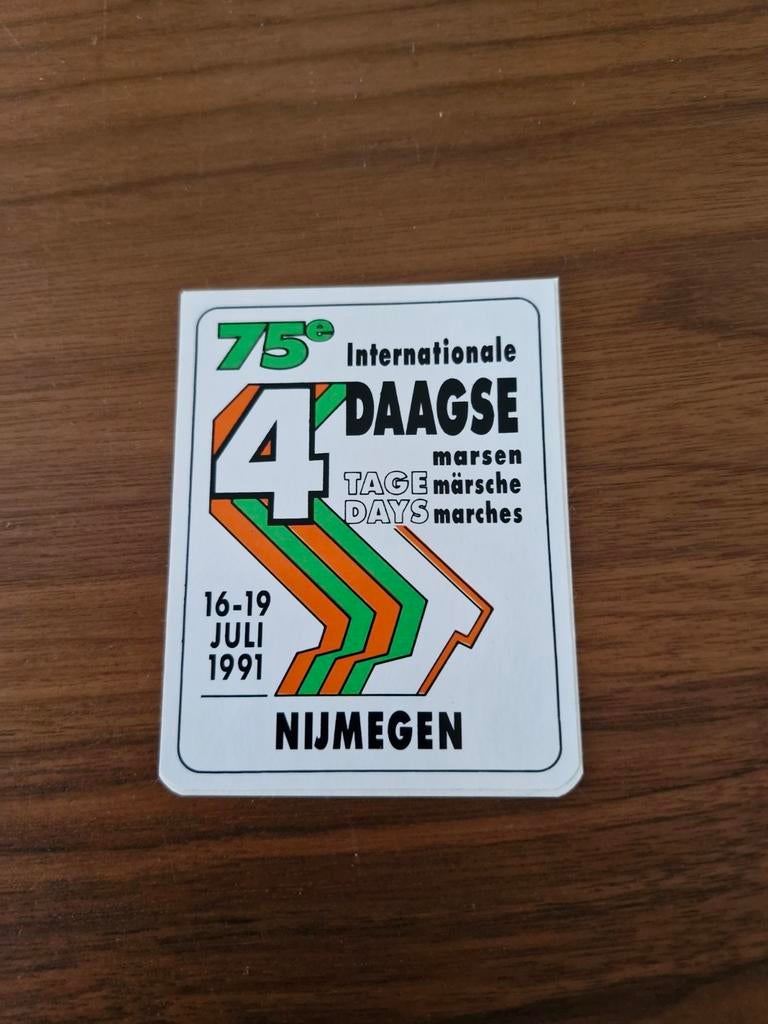 75e Internationale
4 DAAGSE
marsen
TAGE märsche
DAYS marches
16-19
JULI
1991
NIJMEGEN